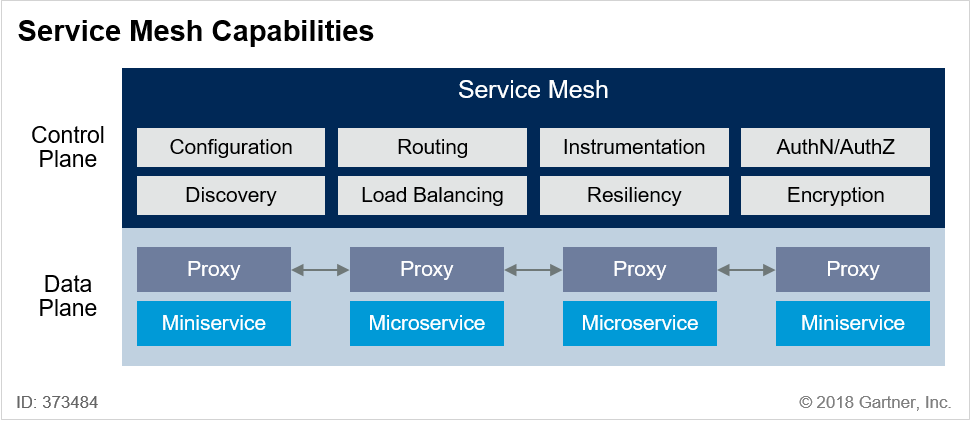 Service Mesh Capabilities
Service Mesh
Control
Plane
Configuration
Routing
Instrumentation
AuthN/AuthZ
Discovery
Load Balancing
Resiliency
Encryption
Data
Plane
Proxy
Proxy
Proxy
Proxy
Miniservice
Microservice
Microservice
Miniservice
ID: 373484
© 2018 Gartner, Inc.